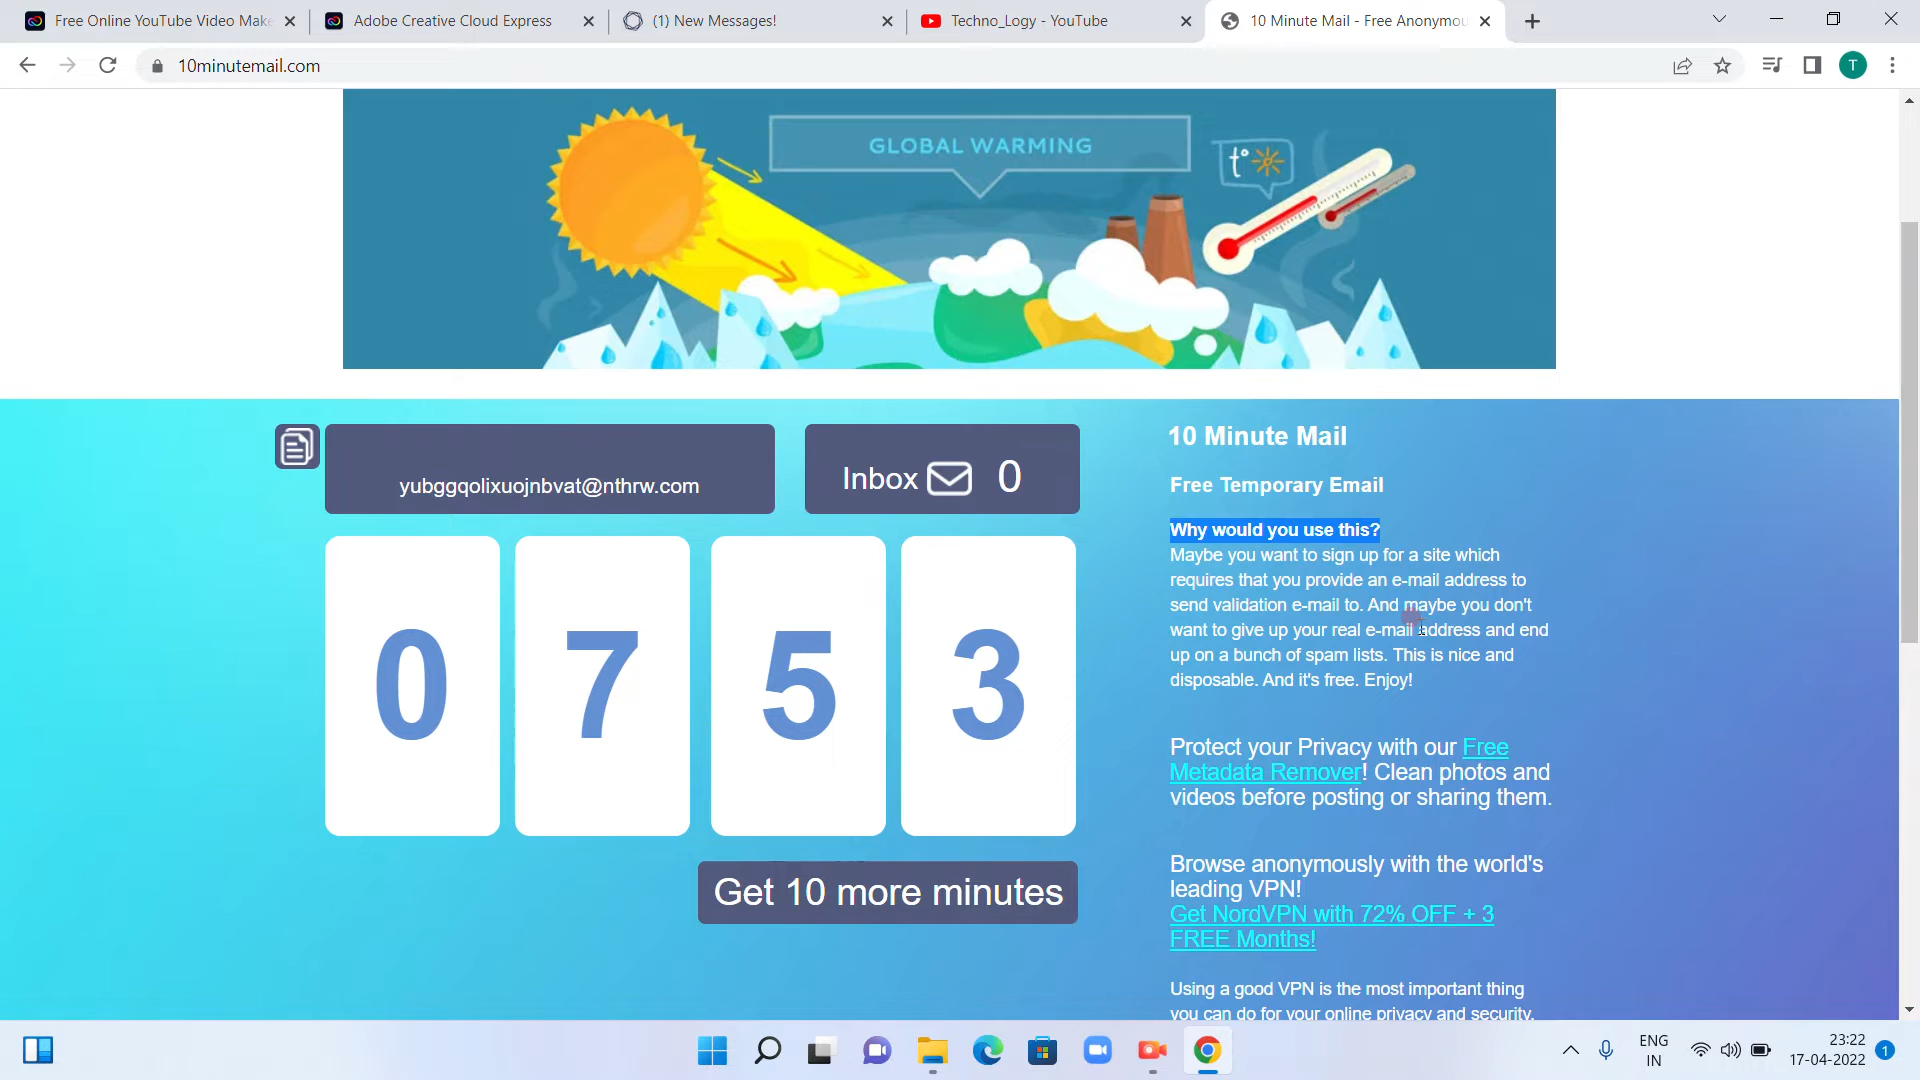 Free Online YouTube Video Make
Adobe Creative Cloud Express
(1) New Messages!
Techno_Logy - YouTube
10 Minute Mail - Free Anonymou
10minutemail.com
T
GLOBAL WARMING
t°
yubggqolixuojnbvat@nthrw.com
Inbox 0
0 7 5 3
Get 10 more minutes
10 Minute Mail
Free Temporary Email
Why would you use this?
Maybe you want to sign up for a site which
requires that you provide an e-mail address to
send validation e-mail to. And maybe you don't
want to give up your real e-mail address and end
up on a bunch of spam lists. This is nice and
disposable. And it's free. Enjoy!
Protect your Privacy with our Free
Metadata Remover! Clean photos and
videos before posting or sharing them.
Browse anonymously with the world's
leading VPN!
Get NordVPN with 72% OFF + 3
FREE Months!
Using a good VPN is the most important thing
you can do for your online privacy and security.
ENG
IN
23:22
17-04-2022
1